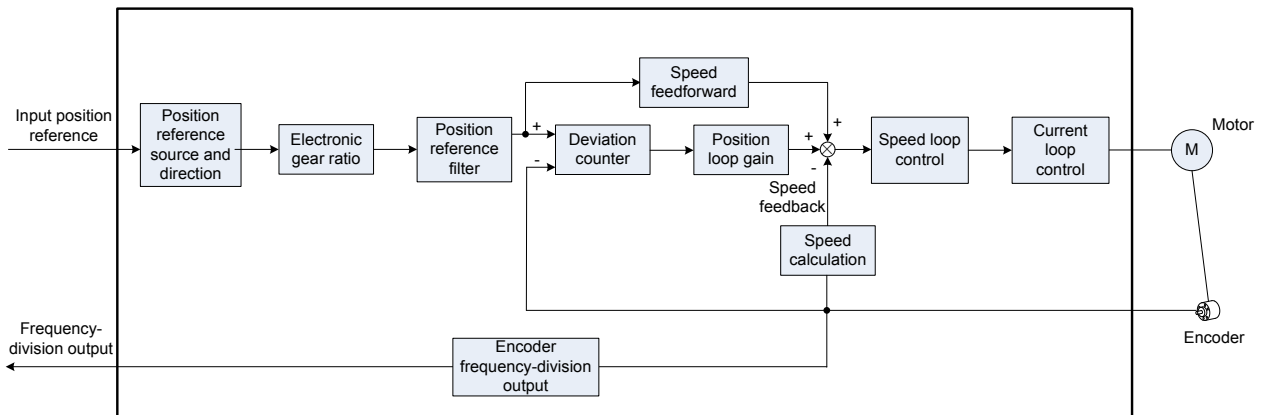 Speed
feedforward
Input position
reference
Position
reference
source and
direction
Electronic
gear ratio
Position
reference
filter
+
-
Deviation
counter
Position
loop gain
+
+
-
Speed
feedback
Speed loop
control
Current
loop
control
Motor
M
Speed
calculation
Encoder
Frequency-
division output
Encoder
frequency-division
output